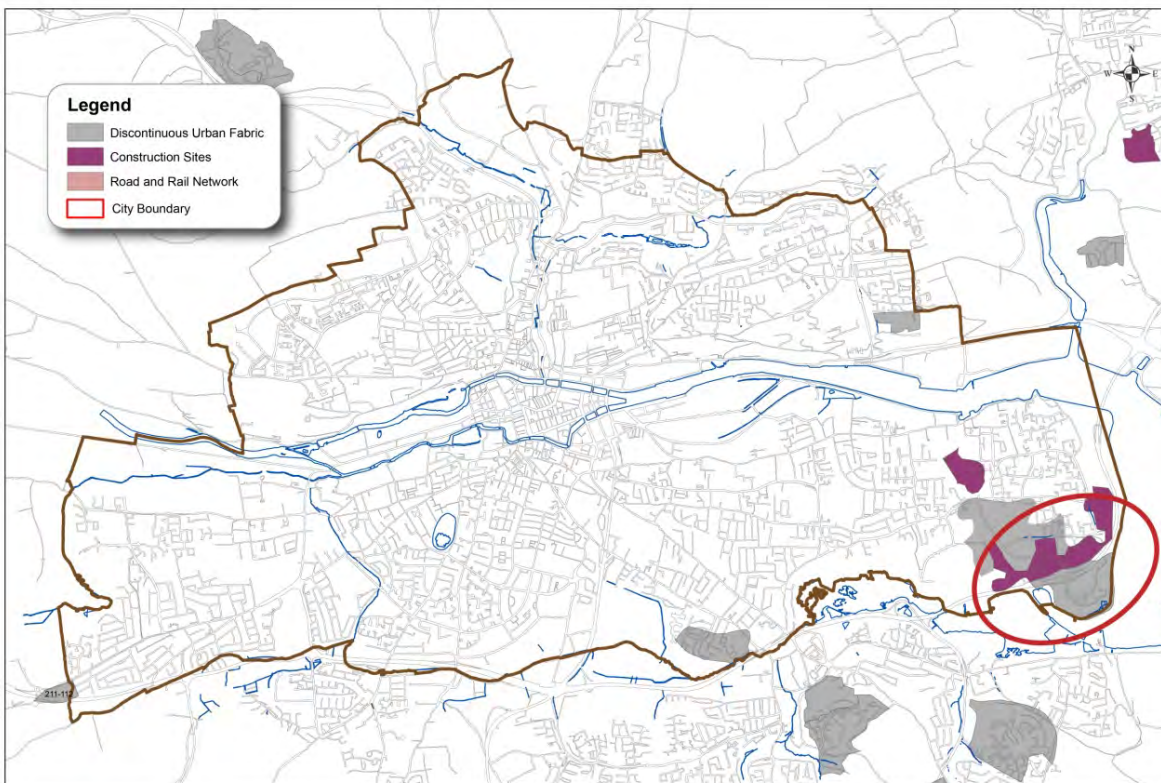 Legend
Discontinuous Urban Fabric
Construction Sites
Road and Rail Network
City Boundary
N
W E
S
211-112